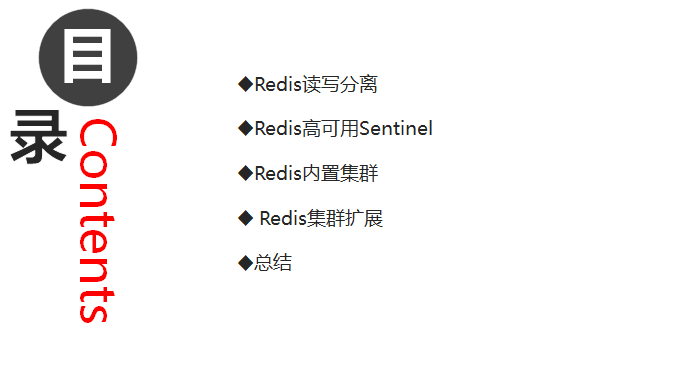 目
录
Contents
◆Redis读写分离
◆Redis高可用Sentinel
◆Redis内置集群
◆ Redis集群扩展
◆总结